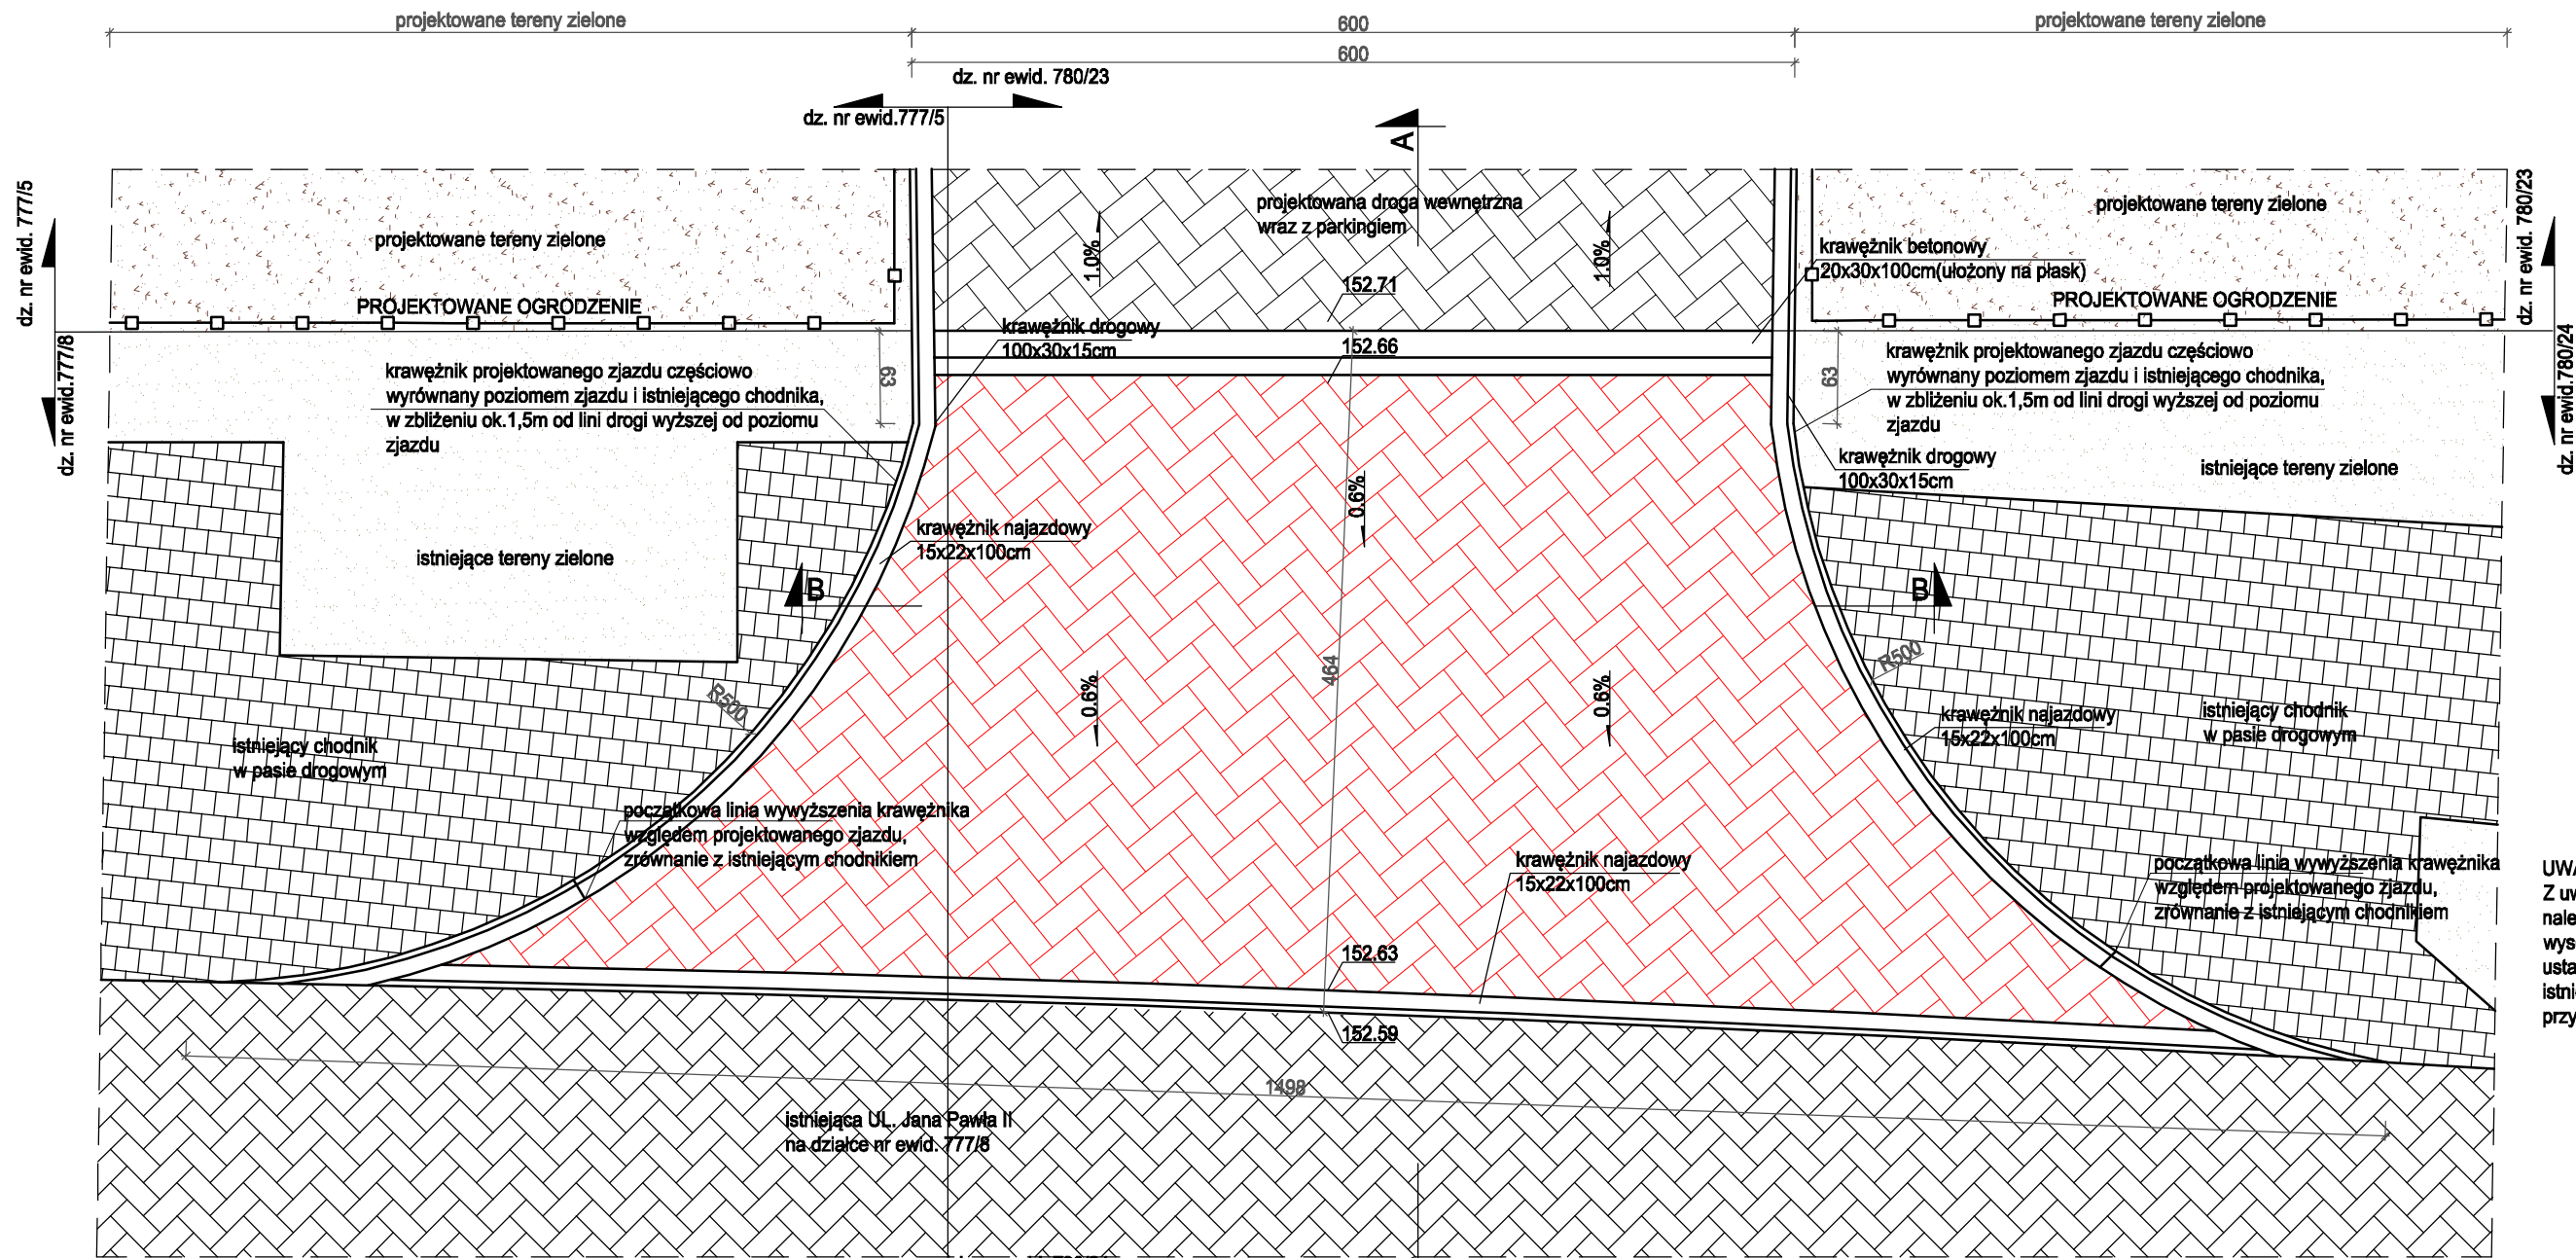 projektowane tereny zielone
600
projektowane tereny zielone
600
dz. nr ewid. 780/23
dz. nr ewid.777/5
A
dz. nr ewid. 777/5
dz. nr ewid.777/8
dz. nr ewid. 780/23
dz. nr ewid.780/24
projektowane tereny zielone
PROJEKTOWANE OGRODZENIE
projektowana droga wewnętrzna
wraz z parkingiem
1.0%
1.0%
152.71
152.66
projektowane tereny zielone
krawężnik betonowy
20x30x100cm(ułożony na płask)
PROJEKTOWANE OGRODZENIE
krawężnik drogowy
100x30x15cm
63
63
krawężnik projektowanego zjazdu częściowo
wyrównany poziomem zjazdu i istniejącego chodnika,
w zbliżeniu ok.1,5m od lini drogi wyższej od poziomu
zjazdu
krawężnik projektowanego zjazdu częściowo
wyrównany poziomem zjazdu i istniejącego chodnika,
w zbliżeniu ok.1,5m od lini drogi wyższej od poziomu
zjazdu
krawężnik drogowy
100x30x15cm
istniejące tereny zielone
0.6%
krawężnik najazdowy
15x22x100cm
istniejące tereny zielone
B
B
R500
464
0.6%
0.6%
R500
istniejący chodnik
w pasie drogowym
krawężnik najazdowy
15x22x100cm
istniejący chodnik
w pasie drogowym
początkowa linia wywyższenia krawężnika
względem projektowanego zjazdu,
zrównanie z istniejącym chodnikiem
krawężnik najazdowy
15x22x100cm
początkowa linia wywyższenia krawężnika
względem projektowanego zjazdu,
zrównanie z istniejącym chodnikiem
152.63
152.59
1498
istniejąca UL. Jana Pawła II
na działce nr ewid. 777/8
Z